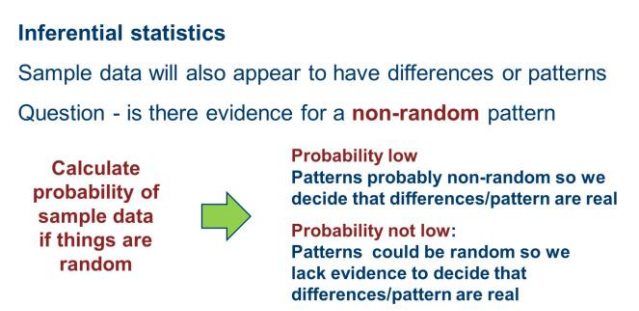 Inferential statistics
Sample data will also appear to have differences or patterns
Question - is there evidence for a non-random pattern
Calculate
probability of
sample data
if things are
random
Probability low
Patterns probably non-random so we
decide that differences/pattern are real
Probability not low:
Patterns could be random so we
lack evidence to decide that
differences/pattern are real